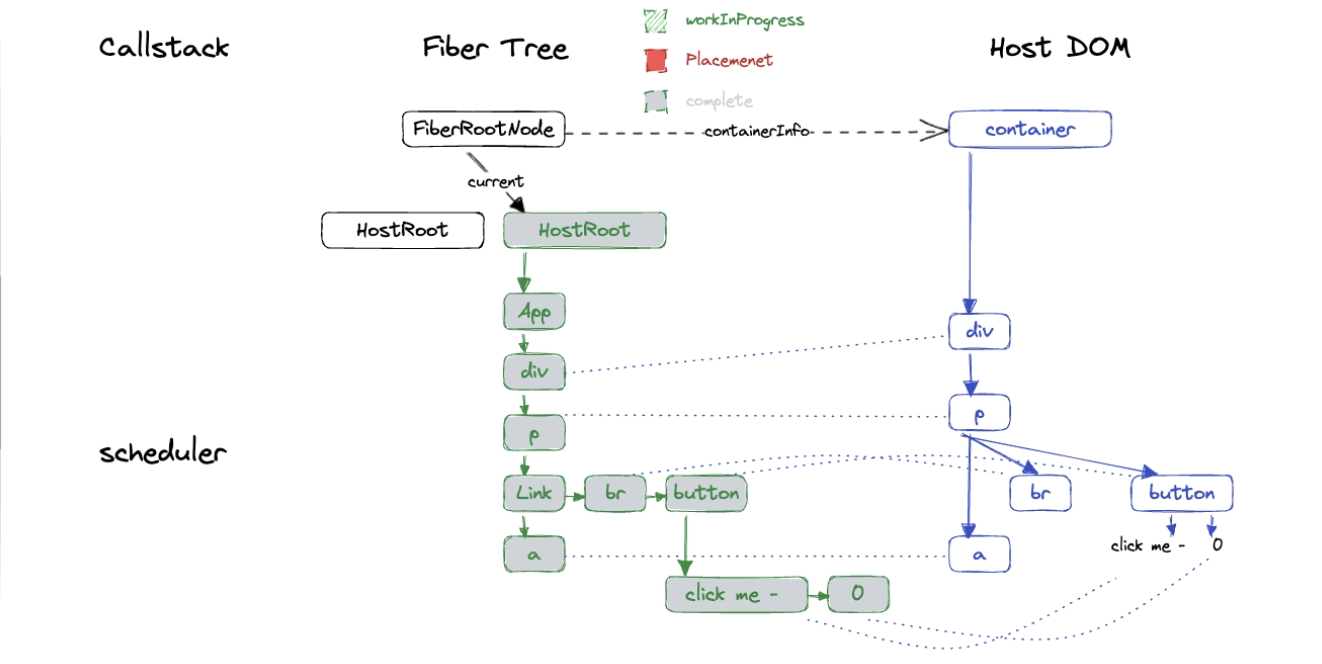 workInProgress
Callstack
Fiber Tree
Host DOM
Placemenet
complete
FiberRootNode
containerInfo
container
current
HostRoot
HostRoot
App
div
div
p
p
scheduler
Link
br
button
br
button
a
a
click me -
0
click me -
0